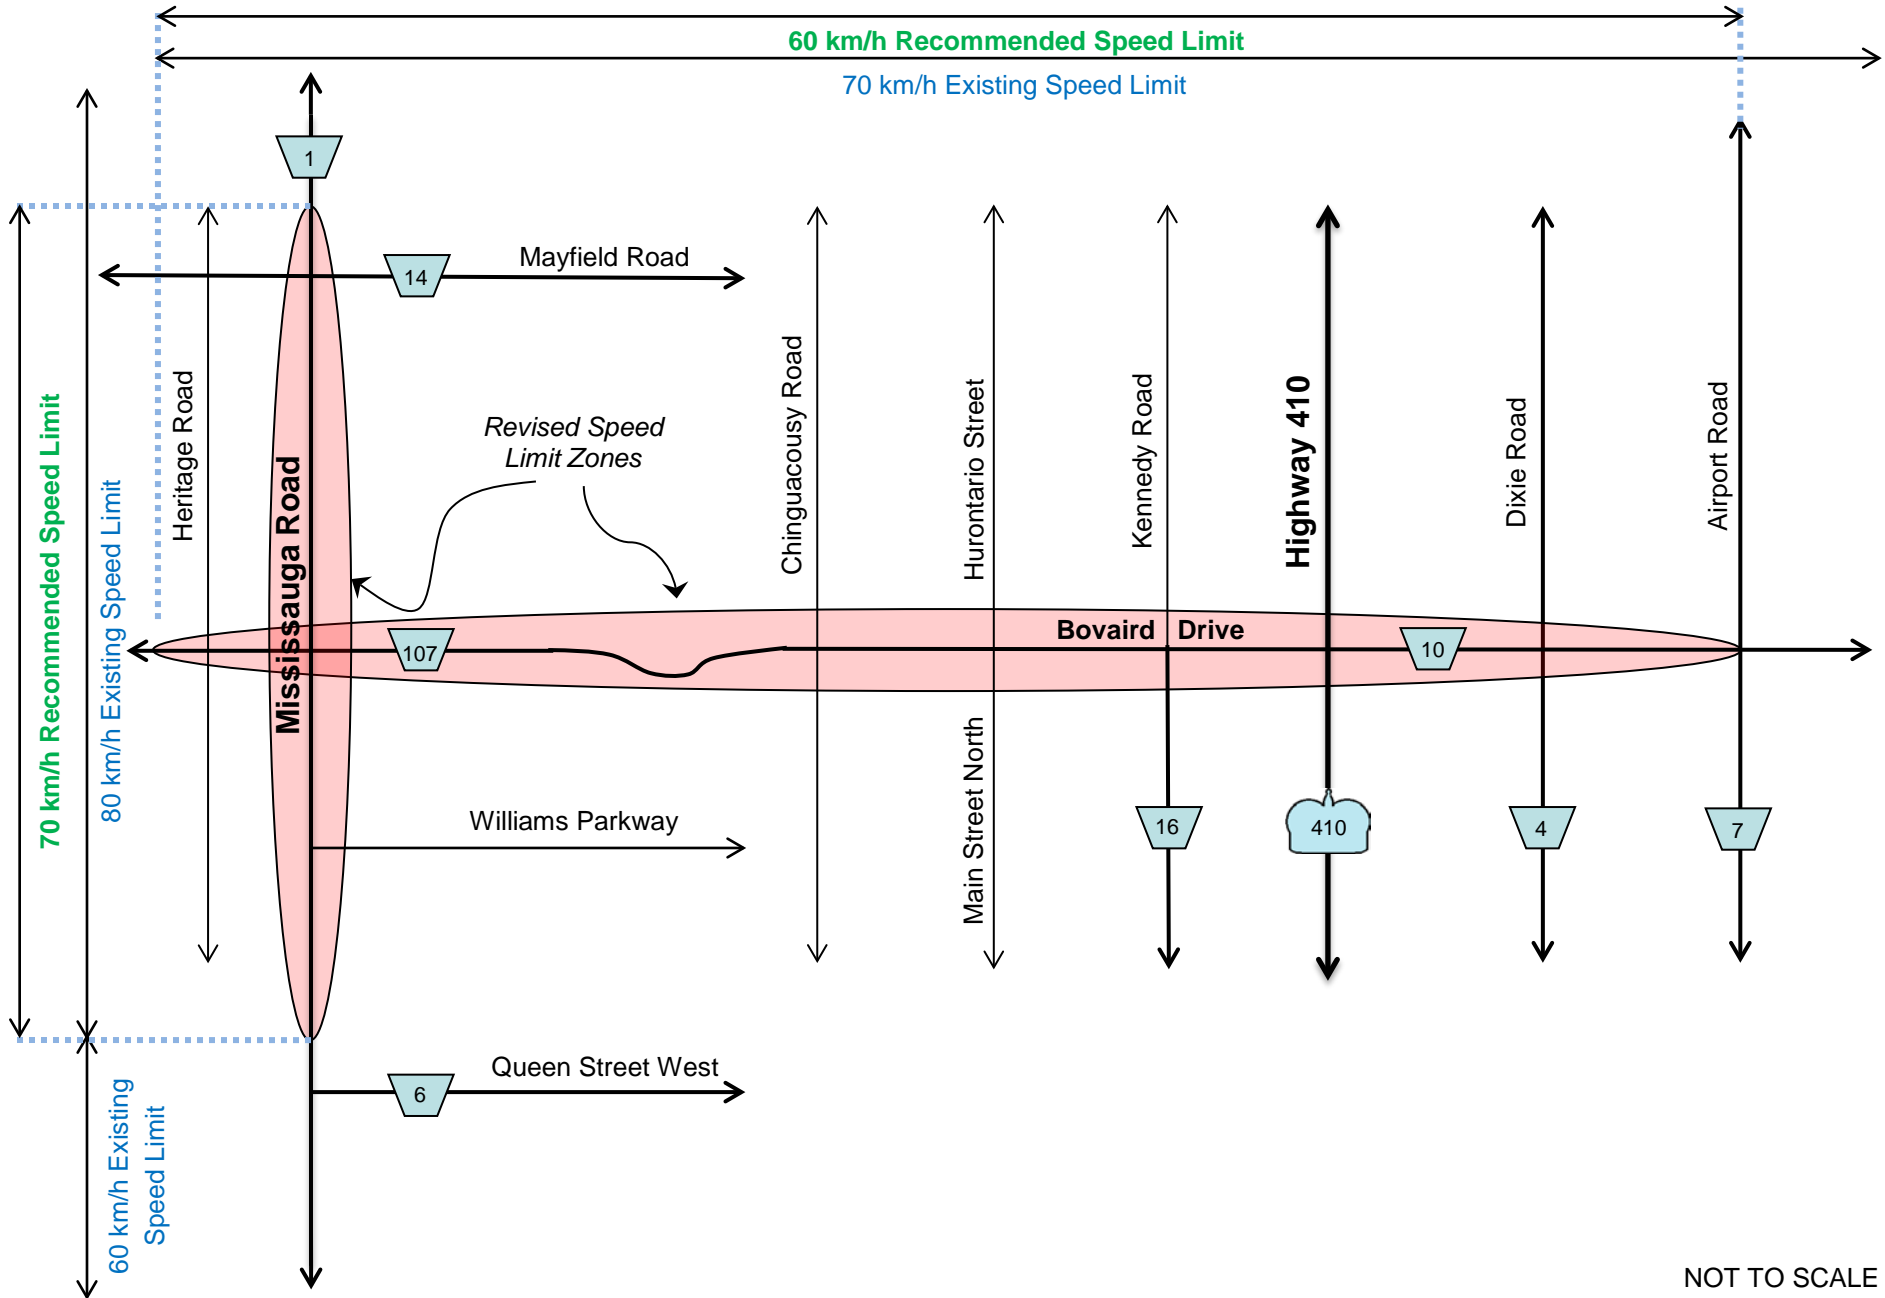 60 km/h Recommended Speed Limit
70 km/h Existing Speed Limit
1
14
Mayfield Road
70 km/h Recommended Speed Limit
80 km/h Existing Speed Limit
Heritage Road
Mississauga Road
Revised Speed
Limit Zones
Chinguacousy Road
Hurontario Street
Kennedy Road
Highway 410
Dixie Road
Airport Road
107
Bovaird Drive
10
Main Street North
Williams Parkway
16
410
4
7
Queen Street West
6
60 km/h Existing
Speed Limit
NOT TO SCALE